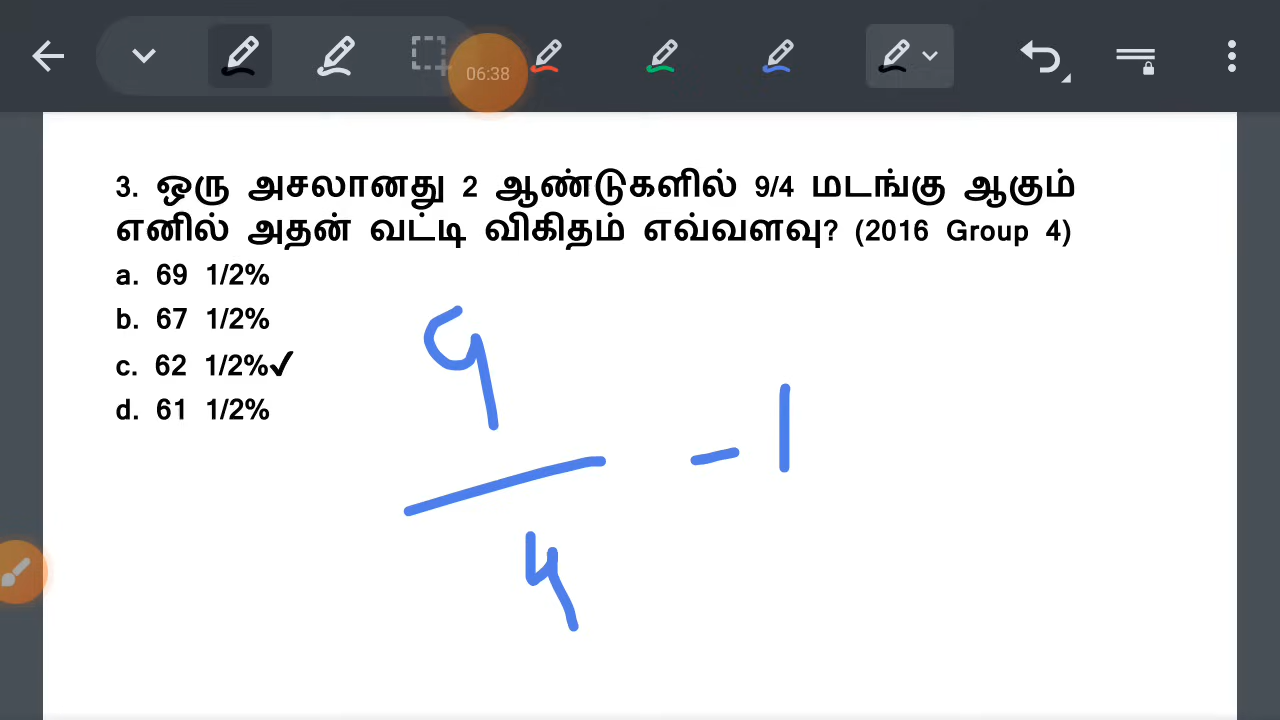 06:38
3. ஒரு அசலானது 2 ஆண்டுகளில் 9/4 மடங்கு ஆகும்
எனில் அதன் வட்டி விகிதம் எவ்வளவு? (2016 Group 4)
a. 69 1/2%
b. 67 1/2%
c. 62 1/2%✓
d. 61 1/2%
9
— - 1
4